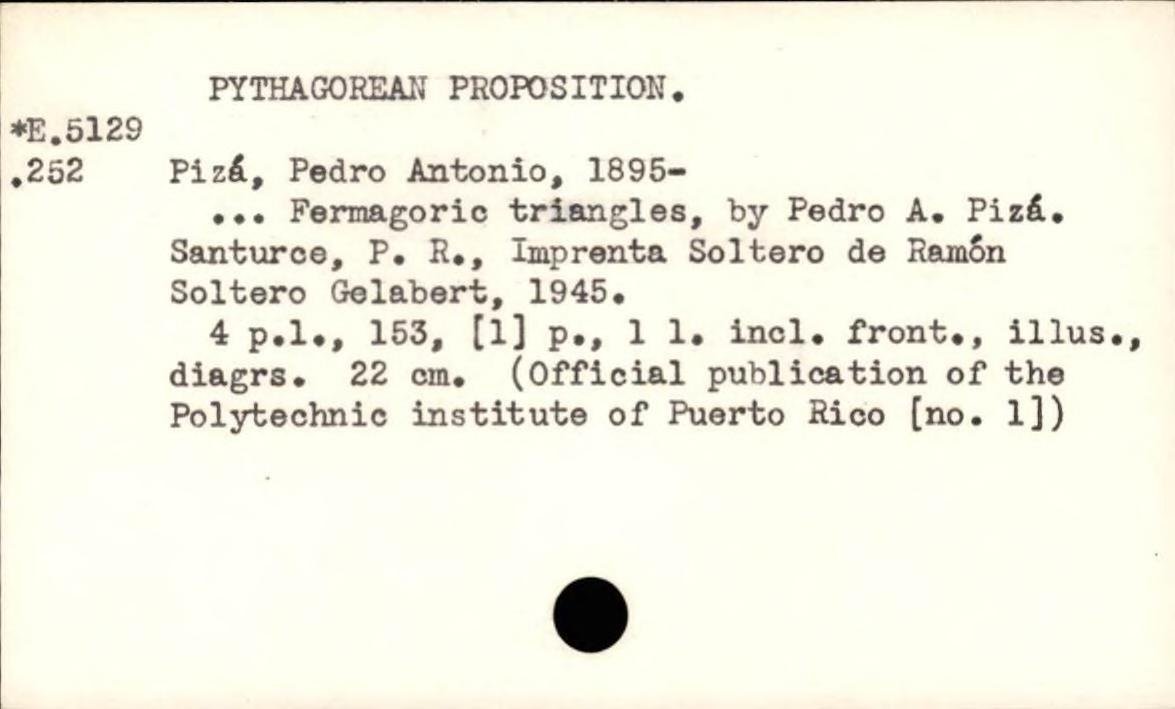 PYTHAGOREAN PROPOSITION.
*E.5129
.252 Pizá, Pedro Antonio, 1895-
... Fermagoric triangles, by Pedro A. Pizá.
Santurce, P. R., Imprenta Soltero de Ramón
Soltero Gelabert, 1945.
4 p.l., 153, [1] p., 1 l. incl. front., illus.,
diagrs. 22 cm. (Official publication of the
Polytechnic institute of Puerto Rico [no. 1])